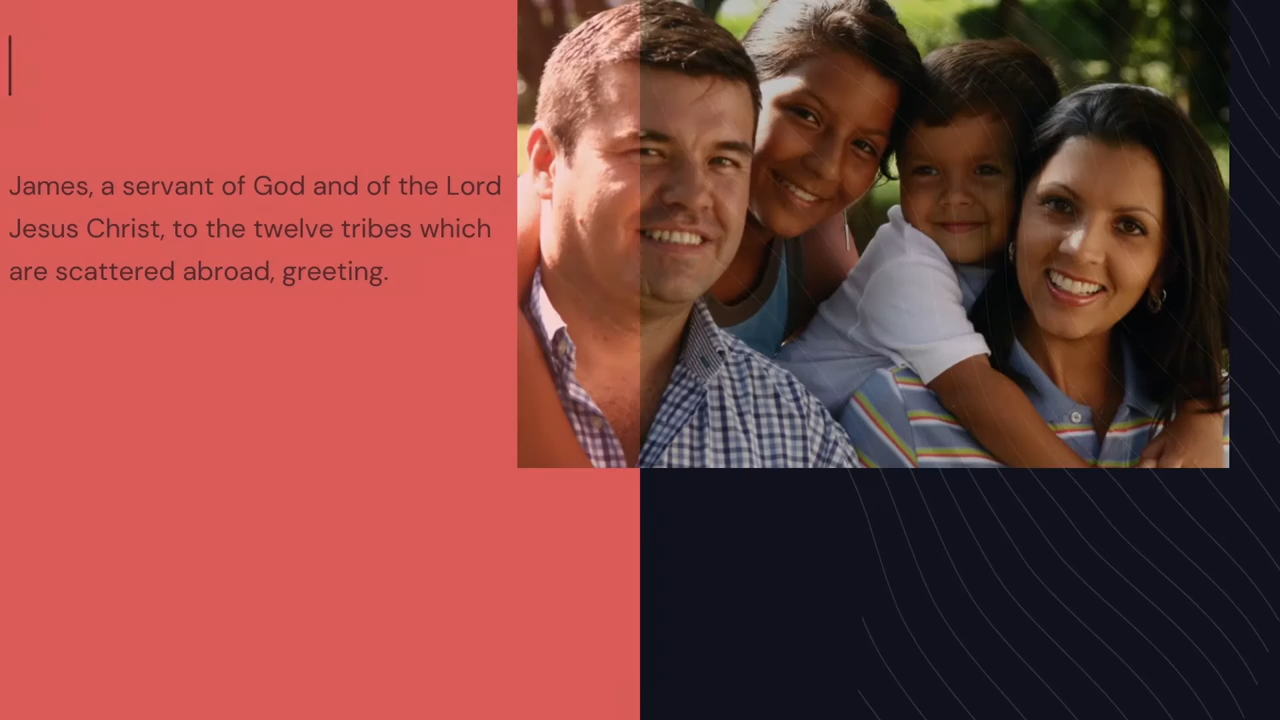 James, a servant of God and of the Lord
Jesus Christ, to the twelve tribes which
are scattered abroad, greeting.